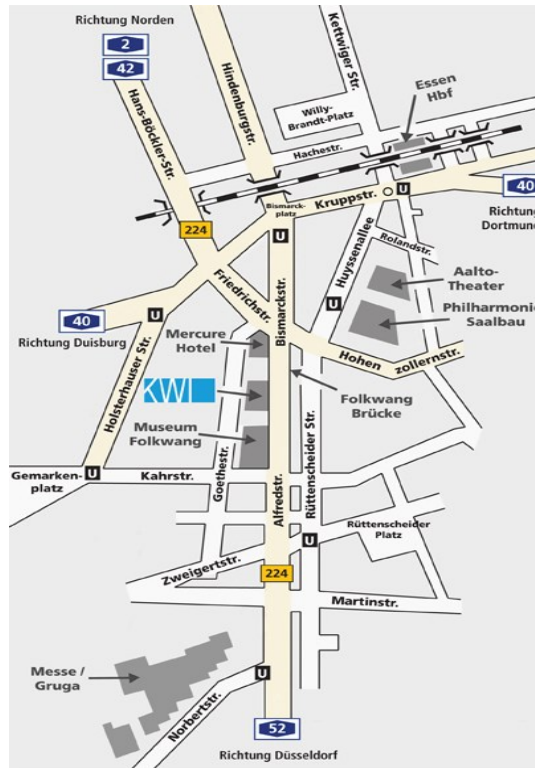 Richtung Norden
2
42
Hans-Böckler-Str.
Hindenburgstr.
Kettwiger Str.
Willy-
Brandt-Platz
Essen
Hbf
Hachestr.
Bismarck-
platz
Kruppstr.
U
40
Richtung
Dortmund
224
U
Huyssenallee
Rolandstr.
Aalto-
Theater
Philharmonie
Saalbau
Friedrichstr.
Bismarckstr.
U
U
40
Richtung Duisburg
Holsterhauser Str.
Mercure
Hotel
Hohen zollernstr.
KWI
Folkwang
Brücke
Museum
Folkwang
Gemarken-
platz
U
Kahrstr.
Goethestr.
Alfredstr.
Rüttenscheider Str.
Rüttenscheider
Platz
U
Zweigertstr.
224
Martinstr.
Messe /
Gruga
U
Norbertstr.
52
Richtung Düsseldorf